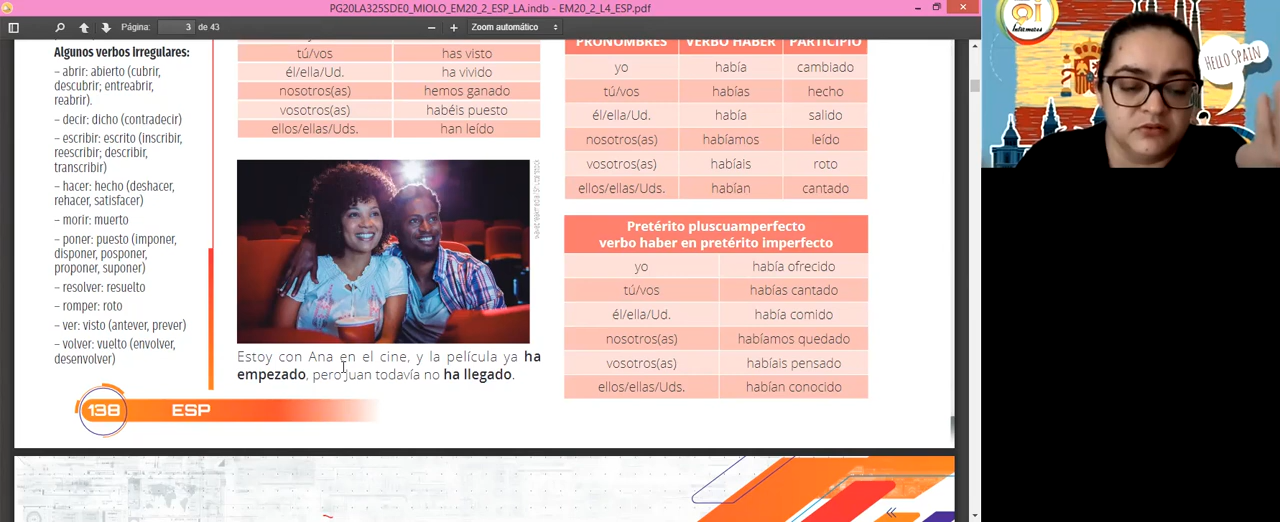 PG20LA325SDE0_MIOLO_EM20_2_ESP_LA.indb - EM20_2_L4_ESP.pdf
Página: 3 de 43
Zoom automático
Algunos verbos irregulares:
– abrir: abierto (cubrir,
descubrir; entreabrir,
reabrir).
– decir: dicho (contradecir)
– escribir: escrito (inscribir,
reescribir; describir,
transcribir)
– hacer: hecho (deshacer,
rehacer, satisfacer)
– morir: muerto
– poner: puesto (imponer,
disponer, posponer,
proponer, suponer)
– resolver: resuelto
– romper: roto
– ver: visto (antever, prever)
– volver: vuelto (envolver,
desenvolver)
138 ESP
tú/vos has visto
él/ella/Ud. ha vivido
nosotros(as) hemos ganado
vosotros(as) habéis puesto
ellos/ellas/Uds. han leído
Estoy con Ana en el cine, y la película ya ha
empezado, pero Juan todavía no ha llegado.
PRONOMBRES VERBO HABER PARTICIPIO
yo había cambiado
tú/vos habías hecho
él/ella/Ud. había salido
nosotros(as) habíamos leído
vosotros(as) habíais roto
ellos/ellas/Uds. habían cantado
Pretérito pluscuamperfecto
verbo haber en pretérito imperfecto
yo había ofrecido
tú/vos habías cantado
él/ella/Ud. había comido
nosotros(as) habíamos quedado
vosotros(as) habíais pensado
ellos/ellas/Uds. habían conocido
HELLO SPAIN